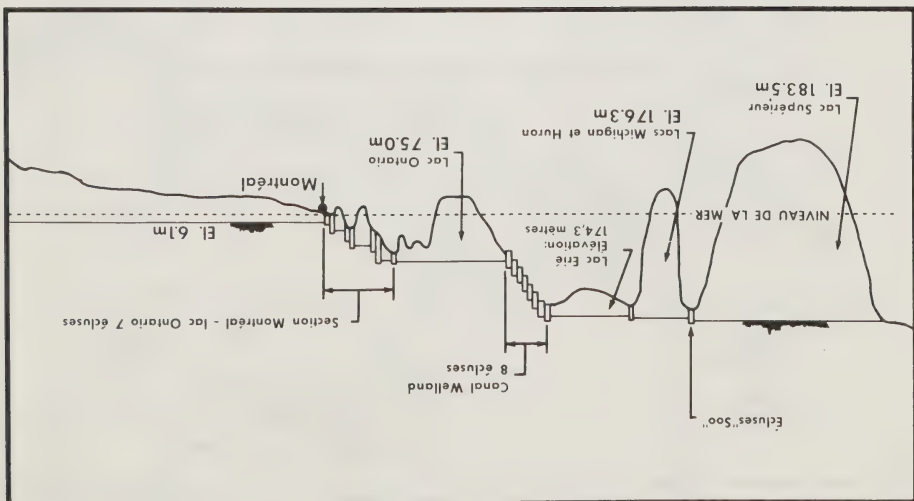 Écluses "Soo"
Canal Welland
8 écluses
Section Montréal - lac Ontario 7 écluses
Lac Érié
Élévation:
174,3 mètres
El. 6.1m
NIVEAU DE LA MER
Montréal
Lac Supérieur
El. 183.5m
Lacs Michigan et Huron
El. 176.3m
Lac Ontario
El. 75.0m